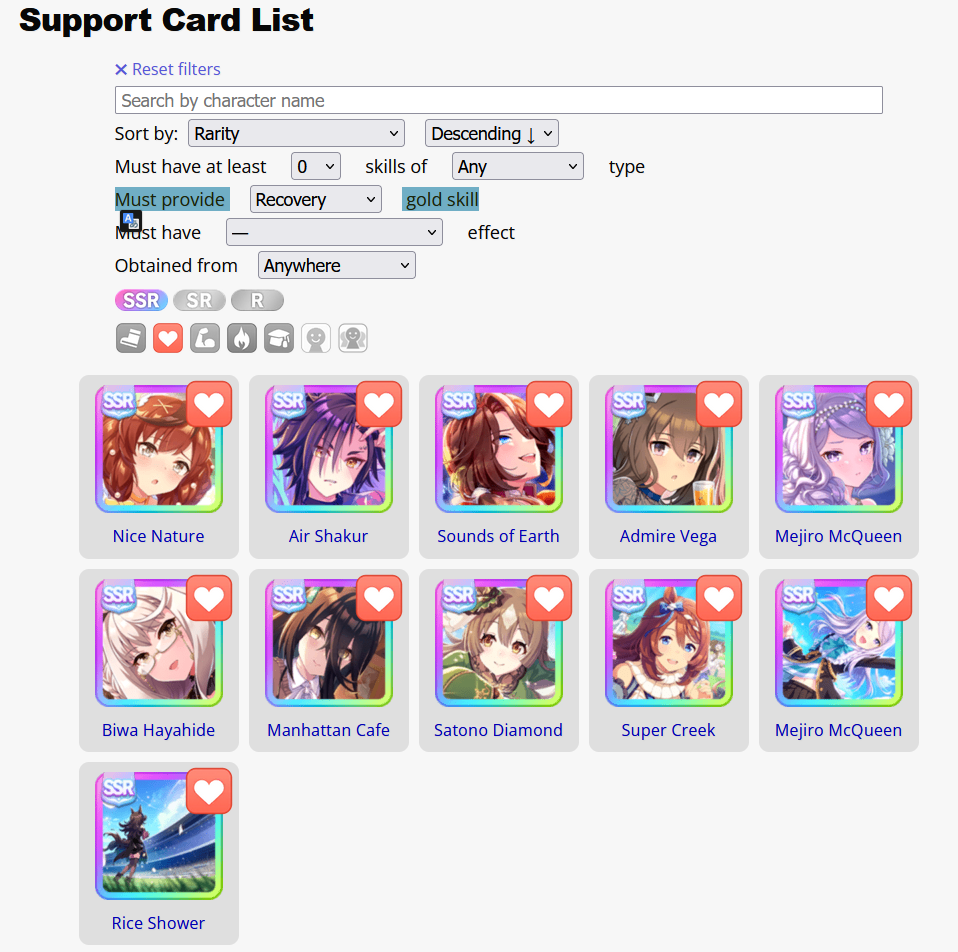 Support Card List
✕ Reset filters
Search by character name
Sort by: Rarity Descending ↓
Must have at least 0 skills of Any type
Must provide Recovery gold skill
Must have — effect
Obtained from Anywhere
SSR SR R
SSR SSR SSR SSR SSR
Nice Nature Air Shakur Sounds of Earth Admire Vega Mejiro McQueen
SSR SSR SSR SSR SSR
Biwa Hayahide Manhattan Cafe Satono Diamond Super Creek Mejiro McQueen
SSR
Rice Shower